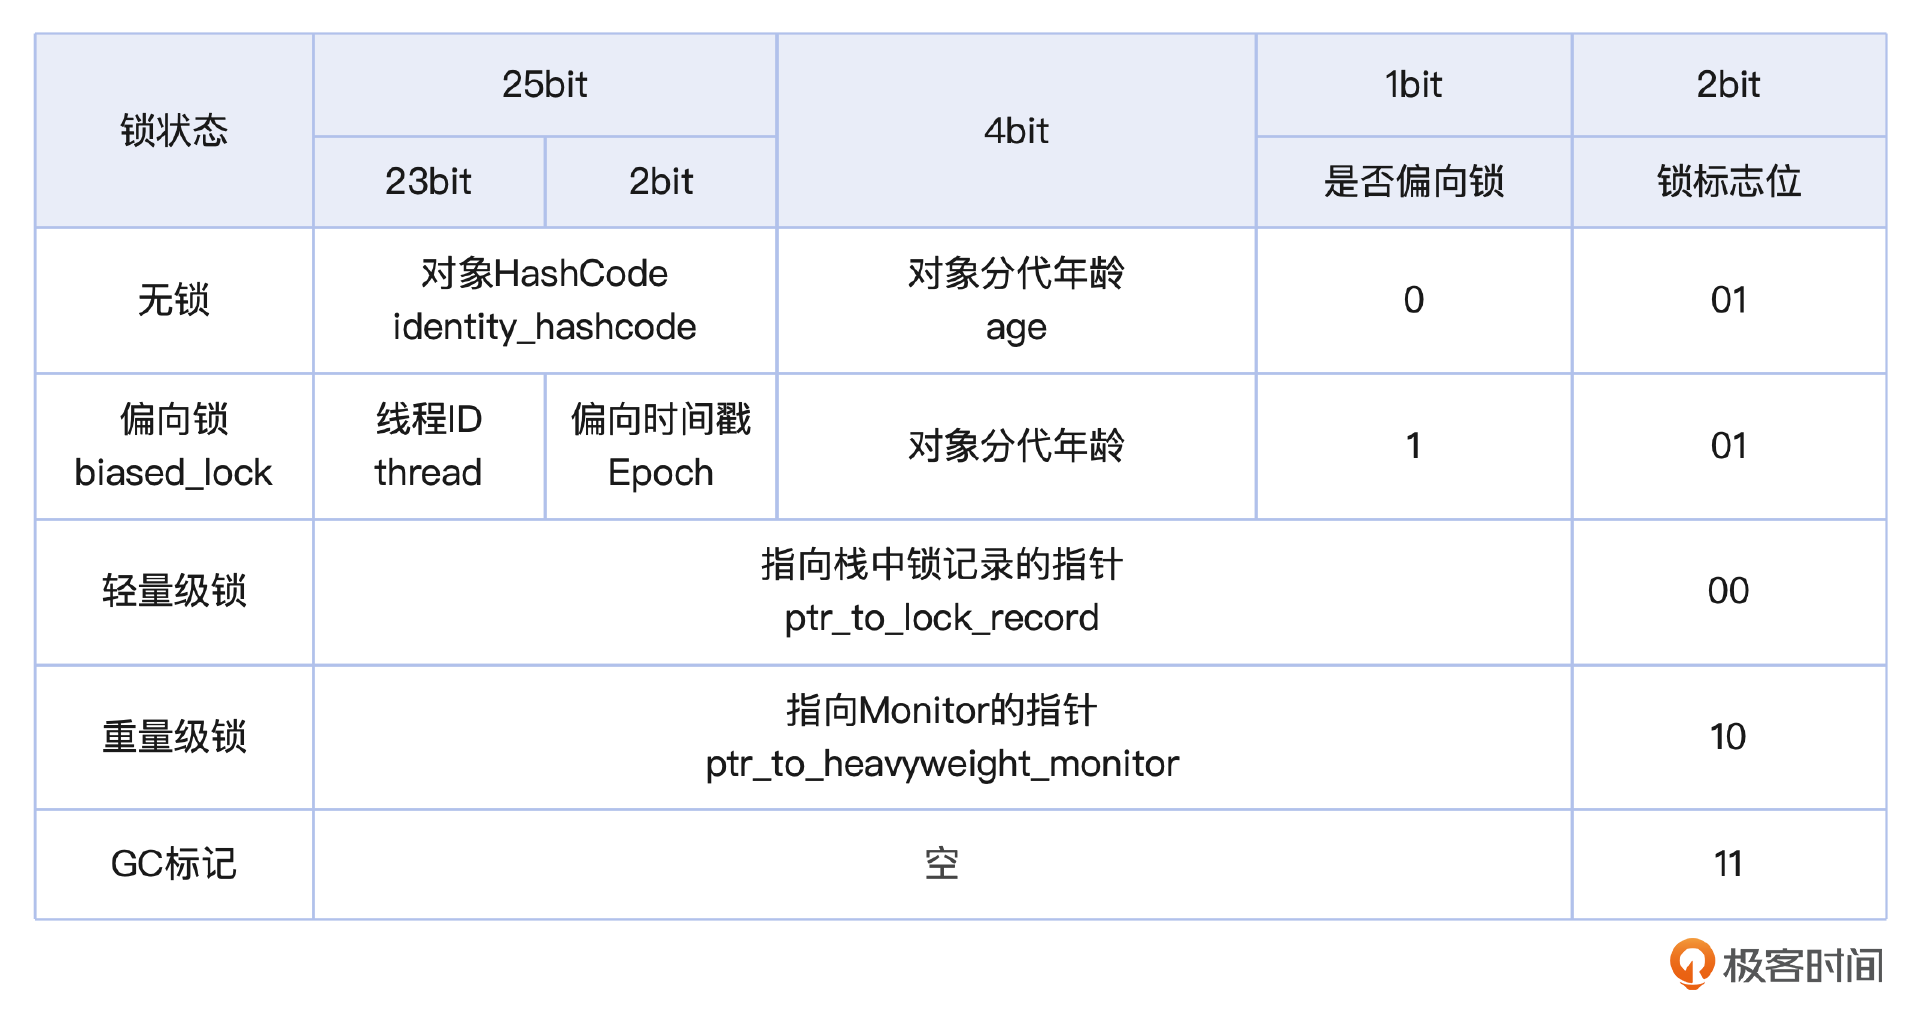 锁状态
25bit
4bit
1bit
2bit
23bit
2bit
是否偏向锁
锁标志位
无锁
对象HashCode
identity_hashcode
对象分代年龄
age
0
01
偏向锁
biased_lock
线程ID
thread
偏向时间戳
Epoch
对象分代年龄
1
01
轻量级锁
指向栈中锁记录的指针
ptr_to_lock_record
00
重量级锁
指向Monitor的指针
ptr_to_heavyweight_monitor
10
GC标记
空
11
极客时间